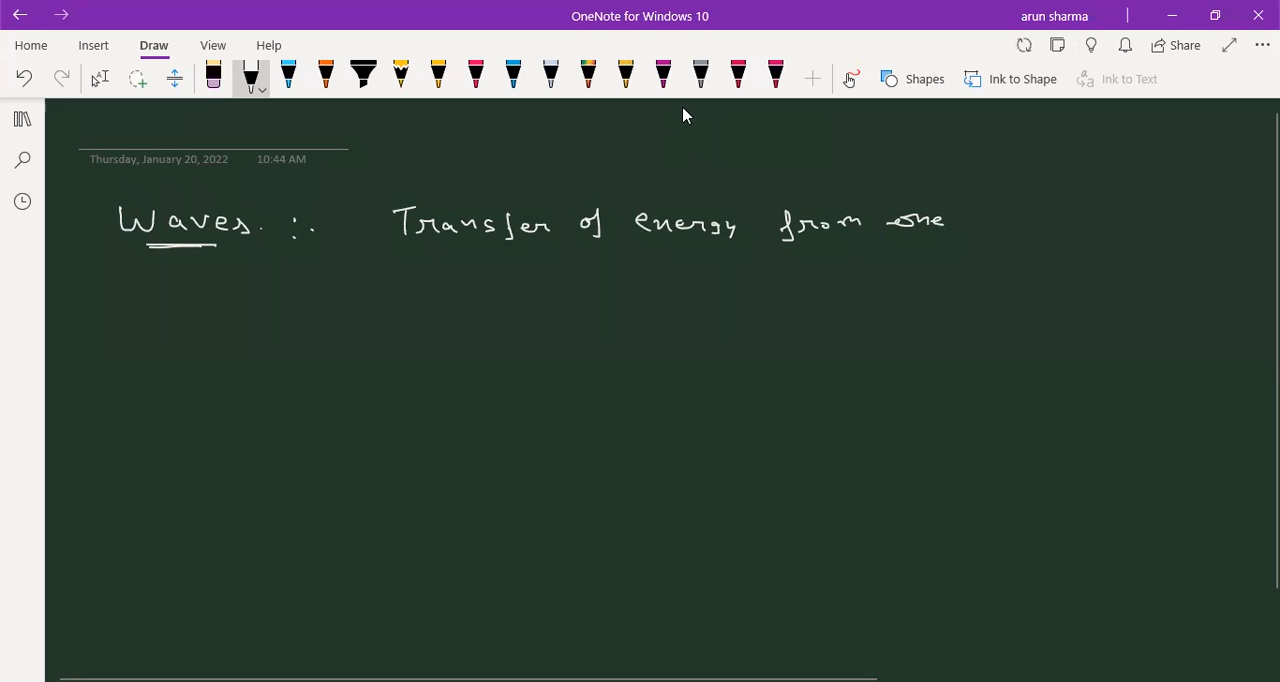 OneNote for Windows 10
arun sharma
Home Insert Draw View Help
Share
Shapes Ink to Shape Ink to Text
Thursday, January 20, 2022 10:44 AM
Waves. :. Transfer of energy from one